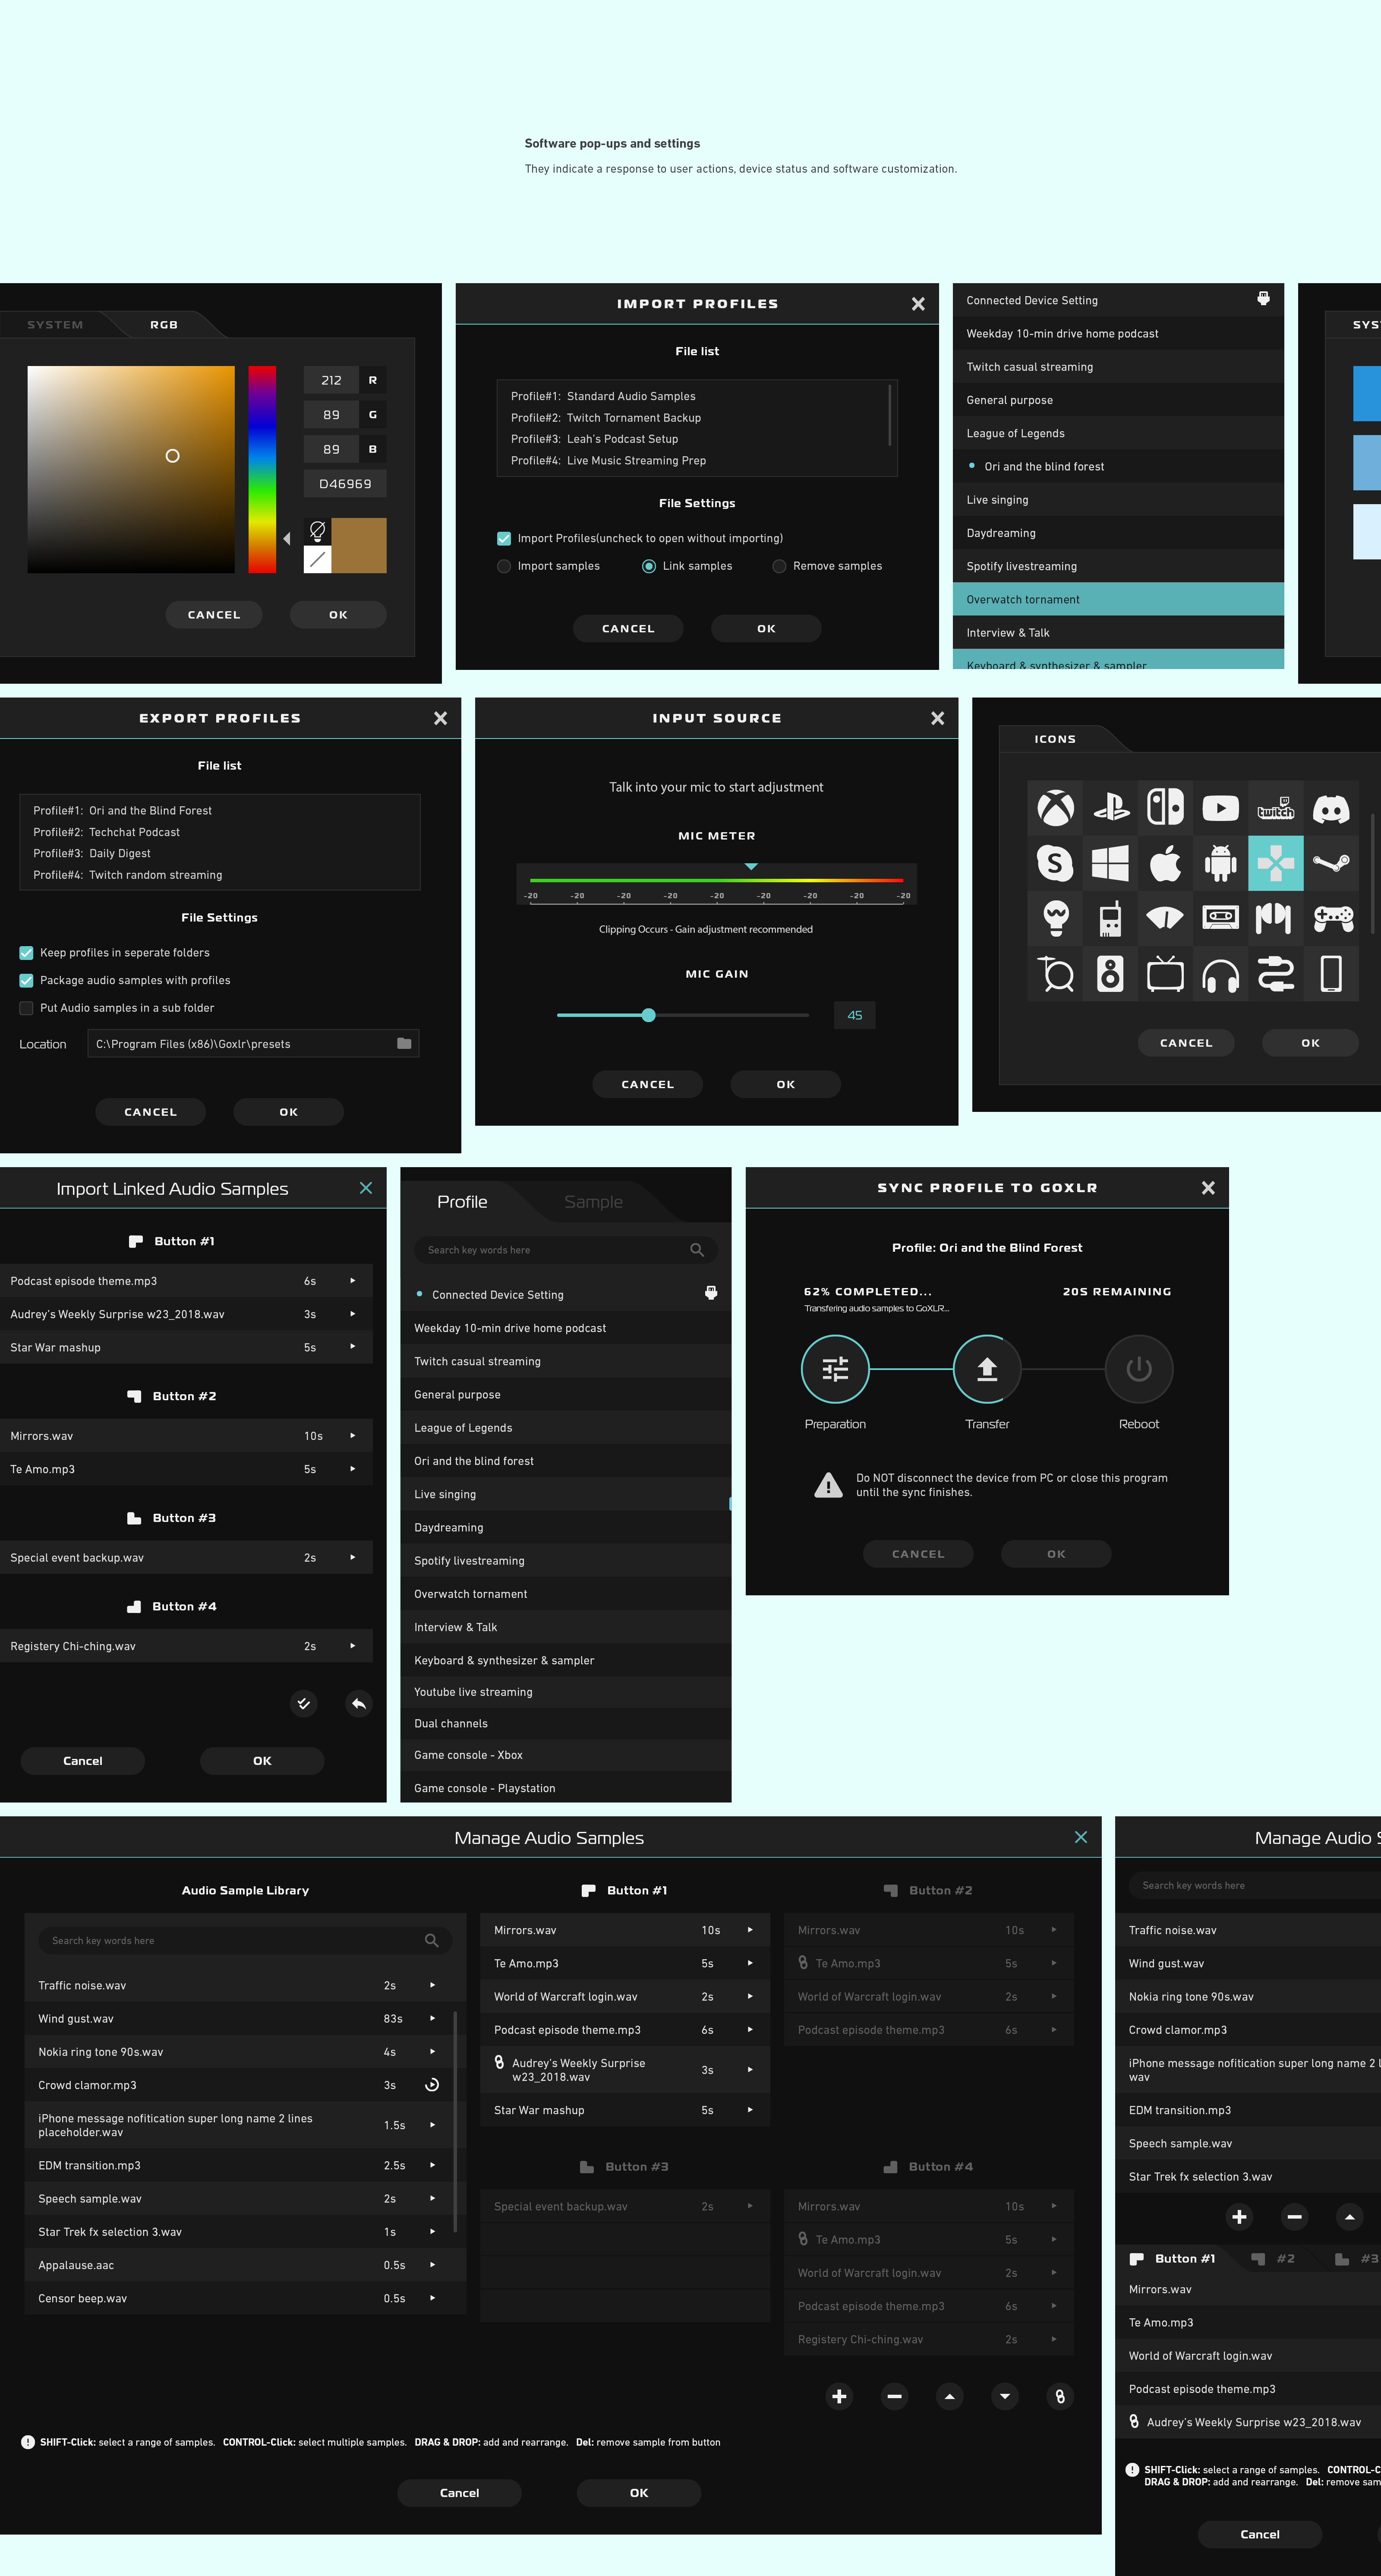 Software pop-ups and settings
They indicate a response to user actions, device status and software customization.
SYSTEM
RGB
212 R
89 G
89 B
D46969
CANCEL
OK
IMPORT PROFILES
File list
Profile#1: Standard Audio Samples
Profile#2: Twitch Tornament Backup
Profile#3: Leah's Podcast Setup
Profile#4: Live Music Streaming Prep
File Settings
Import Profiles(uncheck to open without importing)
Import samples
Link samples
Remove samples
CANCEL
OK
Connected Device Setting
Weekday 10-min drive home podcast
Twitch casual streaming
General purpose
League of Legends
Ori and the blind forest
Live singing
Daydreaming
Spotify livestreaming
Overwatch tornament
Interview & Talk
Keyboard & synthesizer & sampler
SYS
EXPORT PROFILES
File list
Profile#1: Ori and the Blind Forest
Profile#2: Techchat Podcast
Profile#3: Daily Digest
Profile#4: Twitch random streaming
File Settings
Keep profiles in seperate folders
Package audio samples with profiles
Put Audio samples in a sub folder
Location
C:\Program Files (x86)\Goxlr\presets
CANCEL
OK
INPUT SOURCE
Talk into your mic to start adjustment
MIC METER
-20 -20 -20 -20 -20 -20 -20 -20 -20
Clipping Occurs - Gain adjustment recommended
MIC GAIN
45
CANCEL
OK
ICONS
twitch
S
CANCEL
OK
Import Linked Audio Samples
Button #1
Podcast episode theme.mp3 6s
Audrey's Weekly Surprise w23_2018.wav 3s
Star War mashup 5s
Button #2
Mirrors.wav 10s
Te Amo.mp3 5s
Button #3
Special event backup.wav 2s
Button #4
Registery Chi-ching.wav 2s
Cancel
OK
Profile
Sample
Search key words here
Connected Device Setting
Weekday 10-min drive home podcast
Twitch casual streaming
General purpose
League of Legends
Ori and the blind forest
Live singing
Daydreaming
Spotify livestreaming
Overwatch tornament
Interview & Talk
Keyboard & synthesizer & sampler
Youtube live streaming
Dual channels
Game console - Xbox
Game console - Playstation
SYNC PROFILE TO GOXLR
Profile: Ori and the Blind Forest
62% COMPLETED...
20S REMAINING
Transfering audio samples to GoXLR...
Preparation
Transfer
Reboot
Do NOT disconnect the device from PC or close this program
until the sync finishes.
CANCEL
OK
Manage Audio Samples
Audio Sample Library
Search key words here
Traffic noise.wav 2s
Wind gust.wav 83s
Nokia ring tone 90s.wav 4s
Crowd clamor.mp3 3s
iPhone message nofitication super long name 2 lines
placeholder.wav 1.5s
EDM transition.mp3 2.5s
Speech sample.wav 2s
Star Trek fx selection 3.wav 1s
Appalause.aac 0.5s
Censor beep.wav 0.5s
Button #1
Mirrors.wav 10s
Te Amo.mp3 5s
World of Warcraft login.wav 2s
Podcast episode theme.mp3 6s
Audrey's Weekly Surprise
w23_2018.wav 3s
Star War mashup 5s
Button #2
Mirrors.wav 10s
Te Amo.mp3 5s
World of Warcraft login.wav 2s
Podcast episode theme.mp3 6s
Button #3
Special event backup.wav 2s
Button #4
Mirrors.wav 10s
Te Amo.mp3 5s
World of Warcraft login.wav 2s
Podcast episode theme.mp3 6s
Registery Chi-ching.wav 2s
SHIFT-Click: select a range of samples. CONTROL-Click: select multiple samples. DRAG & DROP: add and rearrange. Del: remove sample from button
Cancel
OK
Manage Audio S
Search key words here
Traffic noise.wav
Wind gust.wav
Nokia ring tone 90s.wav
Crowd clamor.mp3
iPhone message nofitication super long name 2 l
wav
EDM transition.mp3
Speech sample.wav
Star Trek fx selection 3.wav
Button #1
#2
#3
Mirrors.wav
Te Amo.mp3
World of Warcraft login.wav
Podcast episode theme.mp3
Audrey's Weekly Surprise w23_2018.wav
SHIFT-Click: select a range of samples. CONTROL-C
DRAG & DROP: add and rearrange. Del: remove sam
Cancel